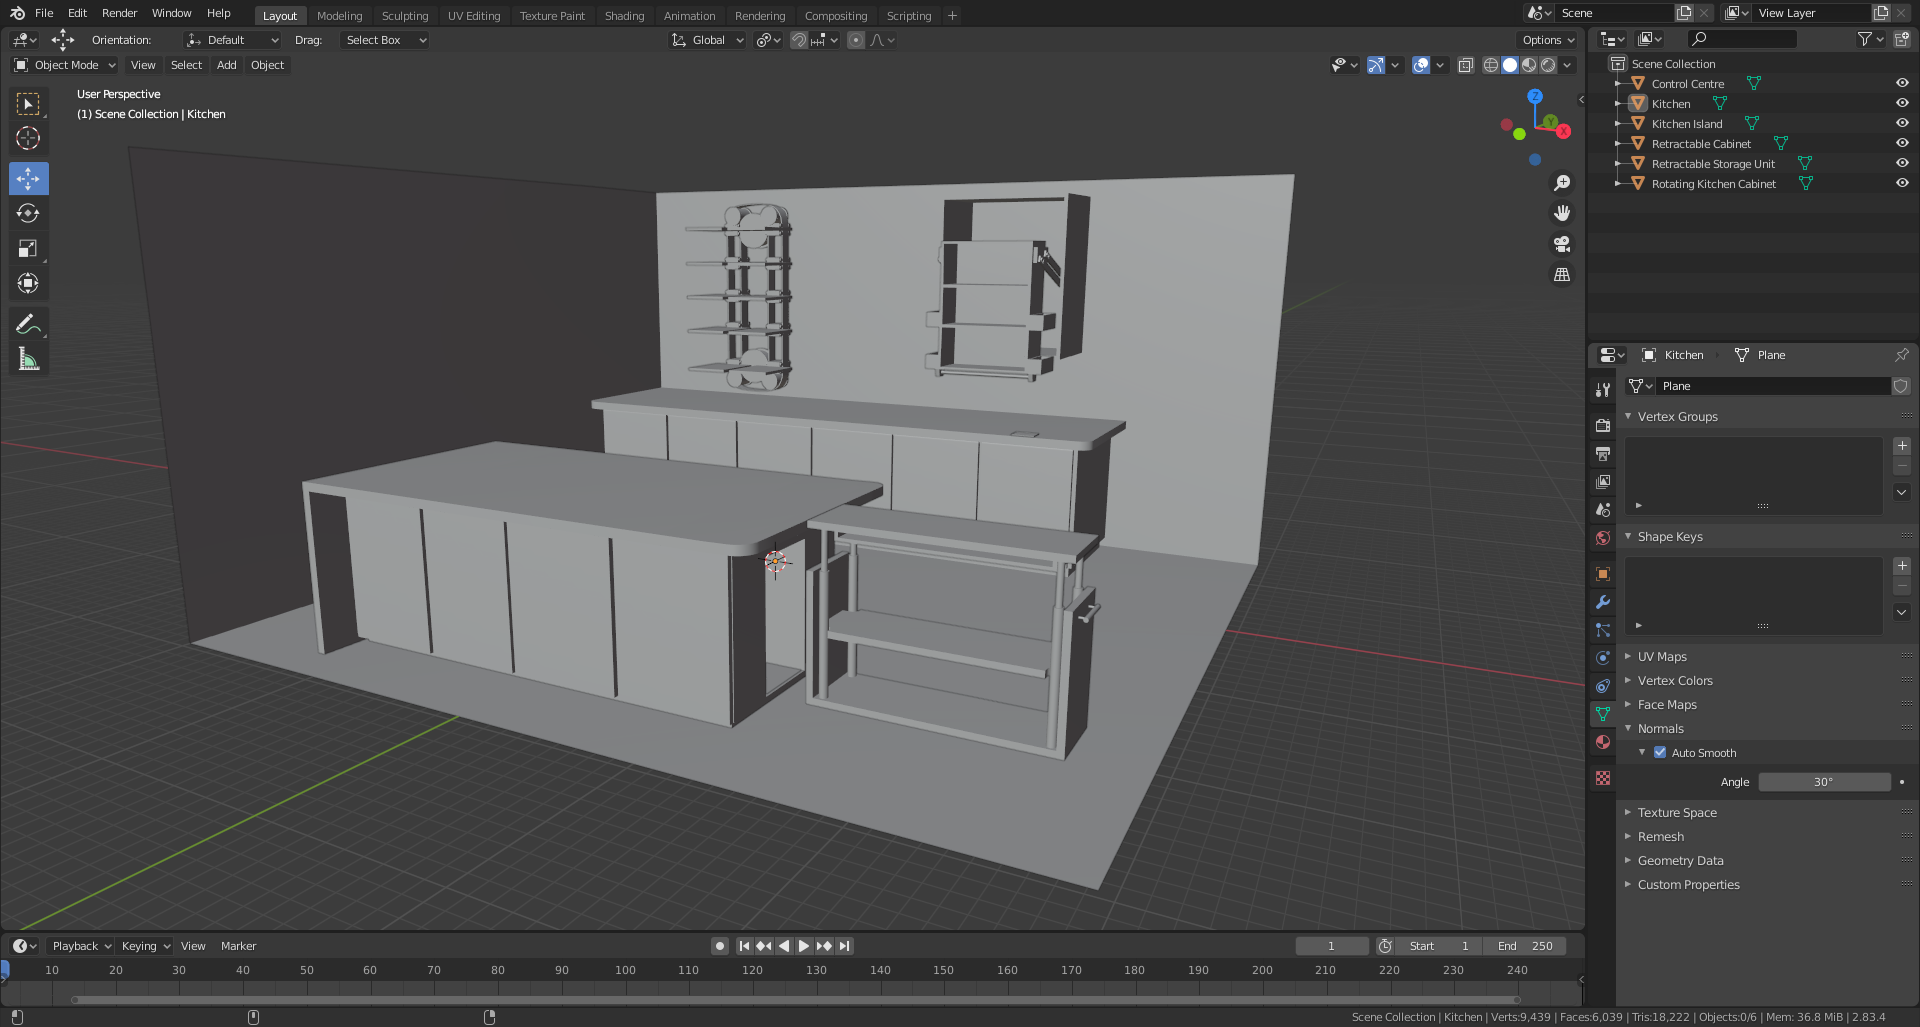 File Edit Render Window Help Layout Modeling Sculpting UV Editing Texture Paint Shading Animation Rendering Compositing Scripting + Scene View Layer
Orientation: Default Drag: Select Box Global Options
Object Mode View Select Add Object
User Perspective
(1) Scene Collection | Kitchen
Z
Y
X
Scene Collection
Control Centre
Kitchen
Kitchen Island
Retractable Cabinet
Retractable Storage Unit
Rotating Kitchen Cabinet
Kitchen Plane
Plane
Vertex Groups
Shape Keys
UV Maps
Vertex Colors
Face Maps
Normals
Auto Smooth
Angle 30°
Texture Space
Remesh
Geometry Data
Custom Properties
Playback Keying View Marker 1 Start 1 End 250
10 20 30 40 50 60 70 80 90 100 110 120 130 140 150 160 170 180 190 200 210 220 230 240
Scene Collection | Kitchen | Verts:9,439 | Faces:6,039 | Tris:18,222 | Objects:0/6 | Mem: 36.8 MiB | 2.83.4